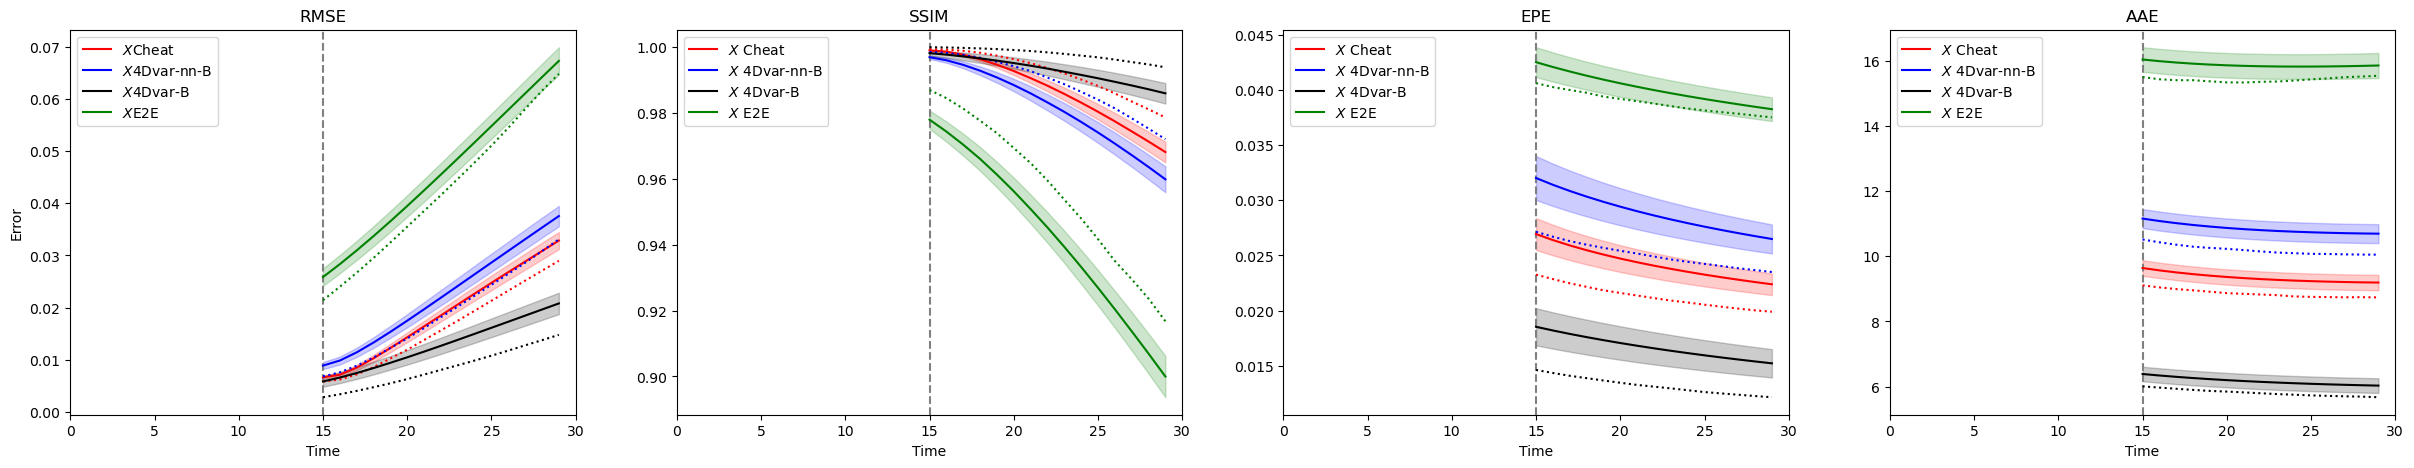 RMSE
XCheat
X4Dvar-nn-B
X4Dvar-B
XE2E
Error
0.07
0.06
0.05
0.04
0.03
0.02
0.01
0.00
0 5 10 15 20 25 30
Time
SSIM
X Cheat
X 4Dvar-nn-B
X 4Dvar-B
X E2E
1.00
0.98
0.96
0.94
0.92
0.90
0 5 10 15 20 25 30
Time
EPE
X Cheat
X 4Dvar-nn-B
X 4Dvar-B
X E2E
0.045
0.040
0.035
0.030
0.025
0.020
0.015
0 5 10 15 20 25 30
Time
AAE
X Cheat
X 4Dvar-nn-B
X 4Dvar-B
X E2E
16
14
12
10
8
6
0 5 10 15 20 25 30
Time